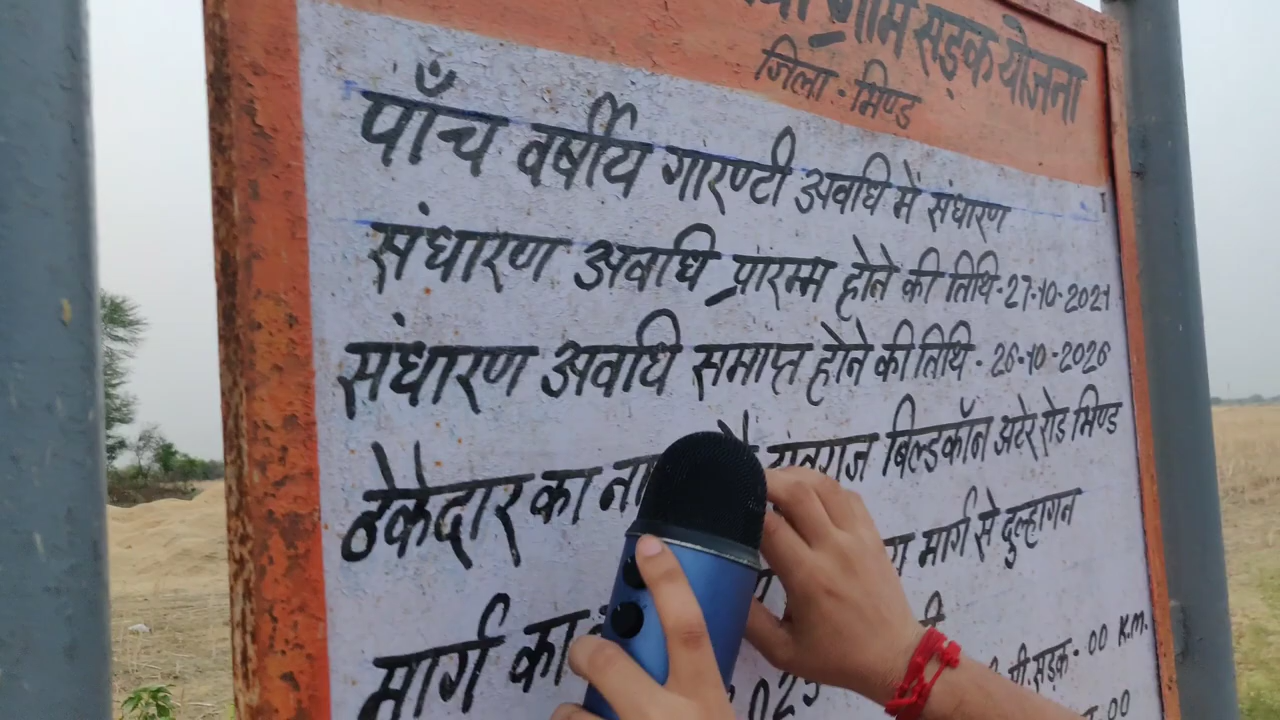 ग्राम सड़क योजना
जिला - भिण्ड
पाँच वर्षीय गारण्टी अवधि में संधारण
संधारण अवधि प्रारम्भ होने की तिथि - 27-10-2021
संधारण अवधि समाप्त होने की तिथि - 26-10-2026
ठेकेदार का बिल्डकॉन अटेर रोड भिण्ड
मार्ग का मार्ग से दुल्हागन
सी.सी. सड़क - 00 K.M.
00